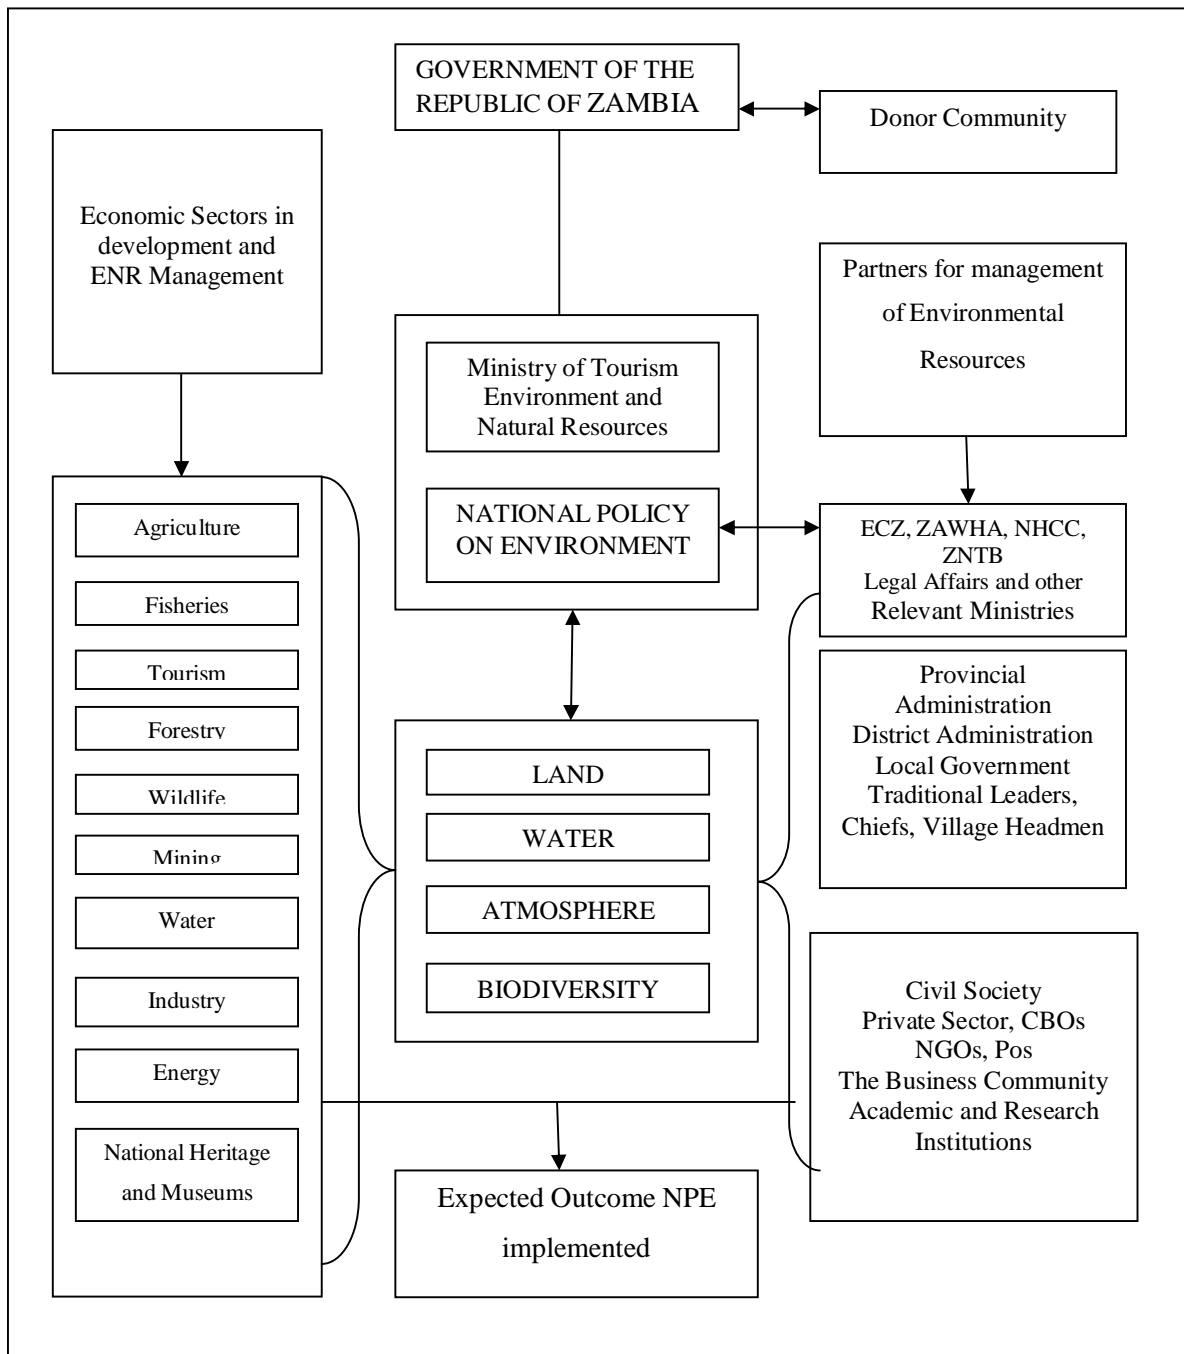 GOVERNMENT OF THE
REPUBLIC OF ZAMBIA
Donor Community
Economic Sectors in
development and
ENR Management
Partners for management
of Environmental
Resources
Ministry of Tourism
Environment and
Natural Resources
NATIONAL POLICY
ON ENVIRONMENT
ECZ, ZAWHA, NHCC,
ZNTB
Legal Affairs and other
Relevant Ministries
Agriculture
Fisheries
Tourism
Forestry
Wildlife
Mining
Water
Industry
Energy
National Heritage
and Museums
LAND
WATER
ATMOSPHERE
BIODIVERSITY
Provincial
Administration
District Administration
Local Government
Traditional Leaders,
Chiefs, Village Headmen
Civil Society
Private Sector, CBOs
NGOs, Pos
The Business Community
Academic and Research
Institutions
Expected Outcome NPE
implemented